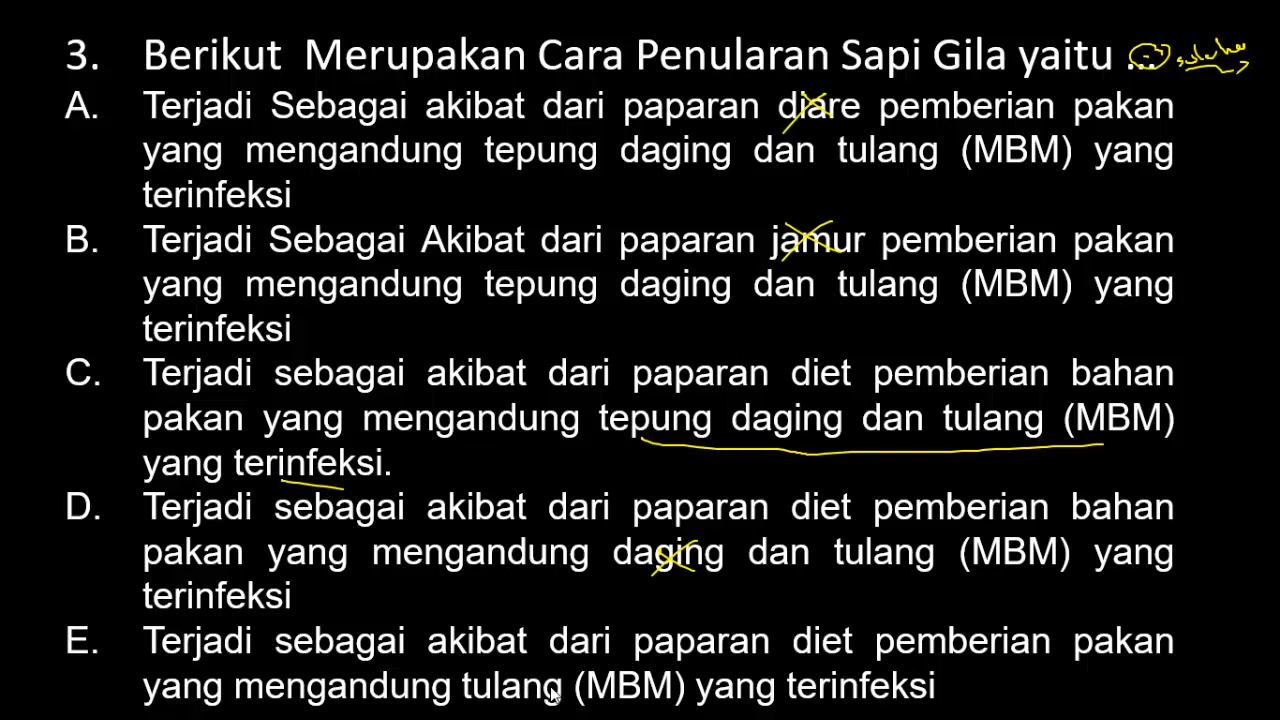 3. Berikut Merupakan Cara Penularan Sapi Gila yaitu ...
A. Terjadi Sebagai akibat dari paparan diare pemberian pakan
yang mengandung tepung daging dan tulang (MBM) yang
terinfeksi
B. Terjadi Sebagai Akibat dari paparan jamur pemberian pakan
yang mengandung tepung daging dan tulang (MBM) yang
terinfeksi
C. Terjadi sebagai akibat dari paparan diet pemberian bahan
pakan yang mengandung tepung daging dan tulang (MBM)
yang terinfeksi.
D. Terjadi sebagai akibat dari paparan diet pemberian bahan
pakan yang mengandung daging dan tulang (MBM) yang
terinfeksi
E. Terjadi sebagai akibat dari paparan diet pemberian pakan
yang mengandung tulang (MBM) yang terinfeksi